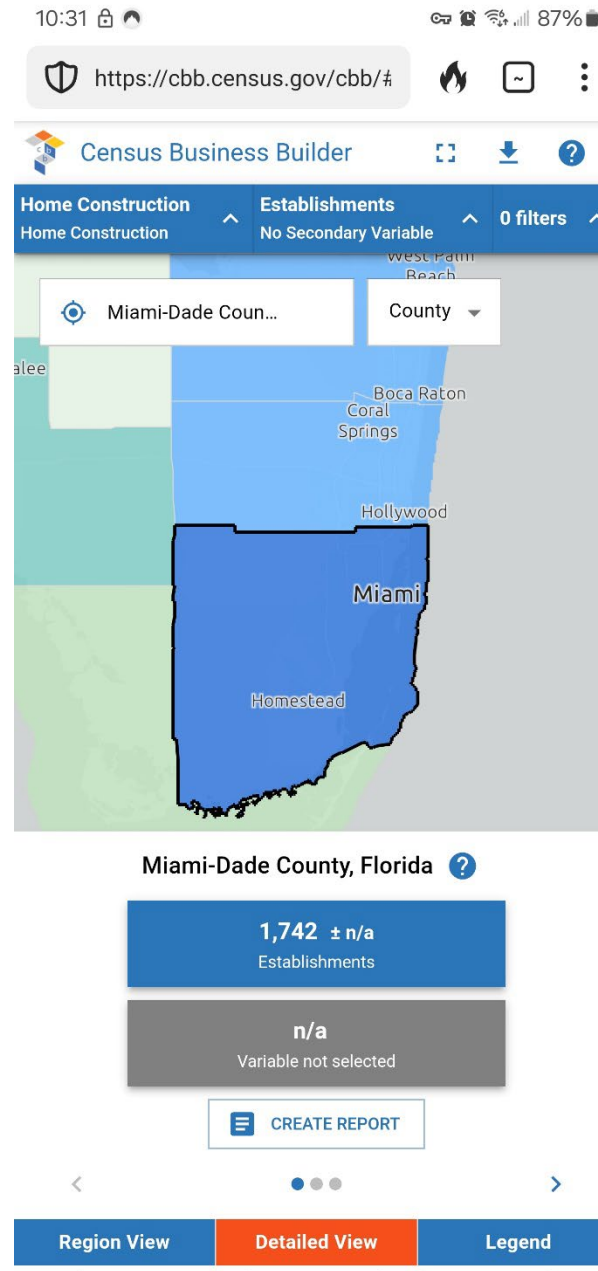 10:31
87%
https://cbb.census.gov/cbb/#
~
Census Business Builder
?
Home Construction
Home Construction
Establishments
No Secondary Variable
0 filters
West Palm
Beach
Miami-Dade Coun...
County
alee
Boca Raton
Coral
Springs
Hollywood
Miami
Homestead
Miami-Dade County, Florida ?
1,742 ± n/a
Establishments
n/a
Variable not selected
CREATE REPORT
Region View
Detailed View
Legend